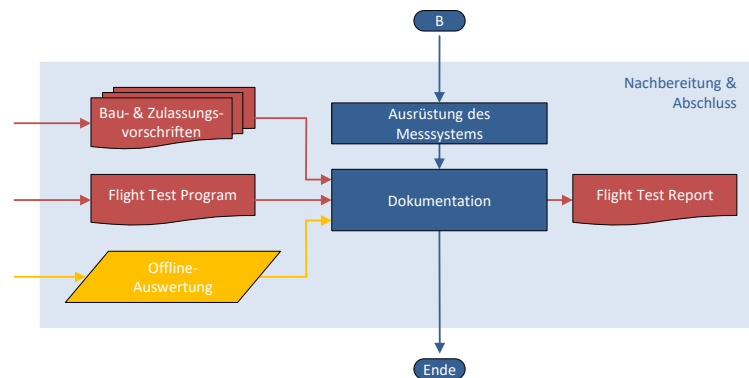 B
Nachbereitung &
Abschluss
Bau- & Zulassungs-
vorschriften
Ausrüstung des
Messsystems
Flight Test Program
Dokumentation
Flight Test Report
Offline-
Auswertung
Ende